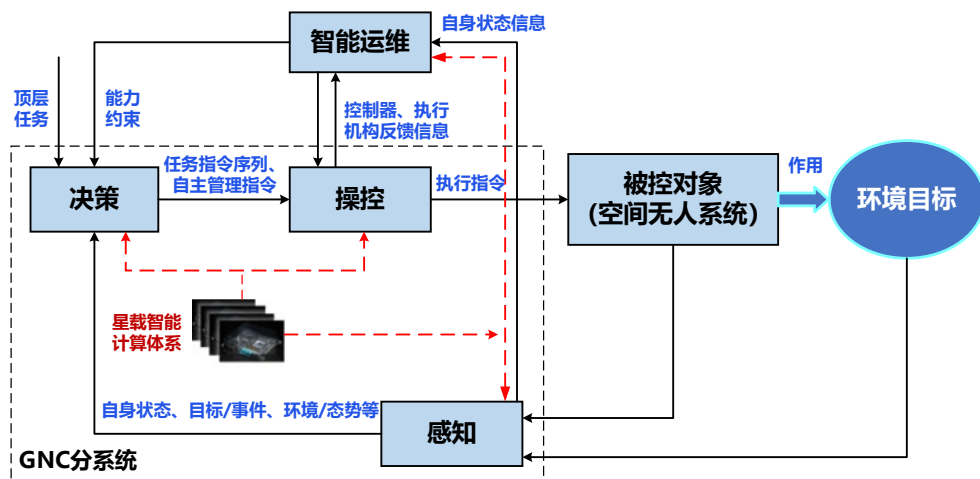 自身状态信息
智能运维
顶层
任务
能力
约束
控制器、执行
机构反馈信息
任务指令序列、
自主管理指令
决策
操控
执行指令
被控对象
(空间无人系统)
作用
环境目标
星载智能
计算体系
自身状态、目标/事件、环境/态势等
感知
GNC分系统